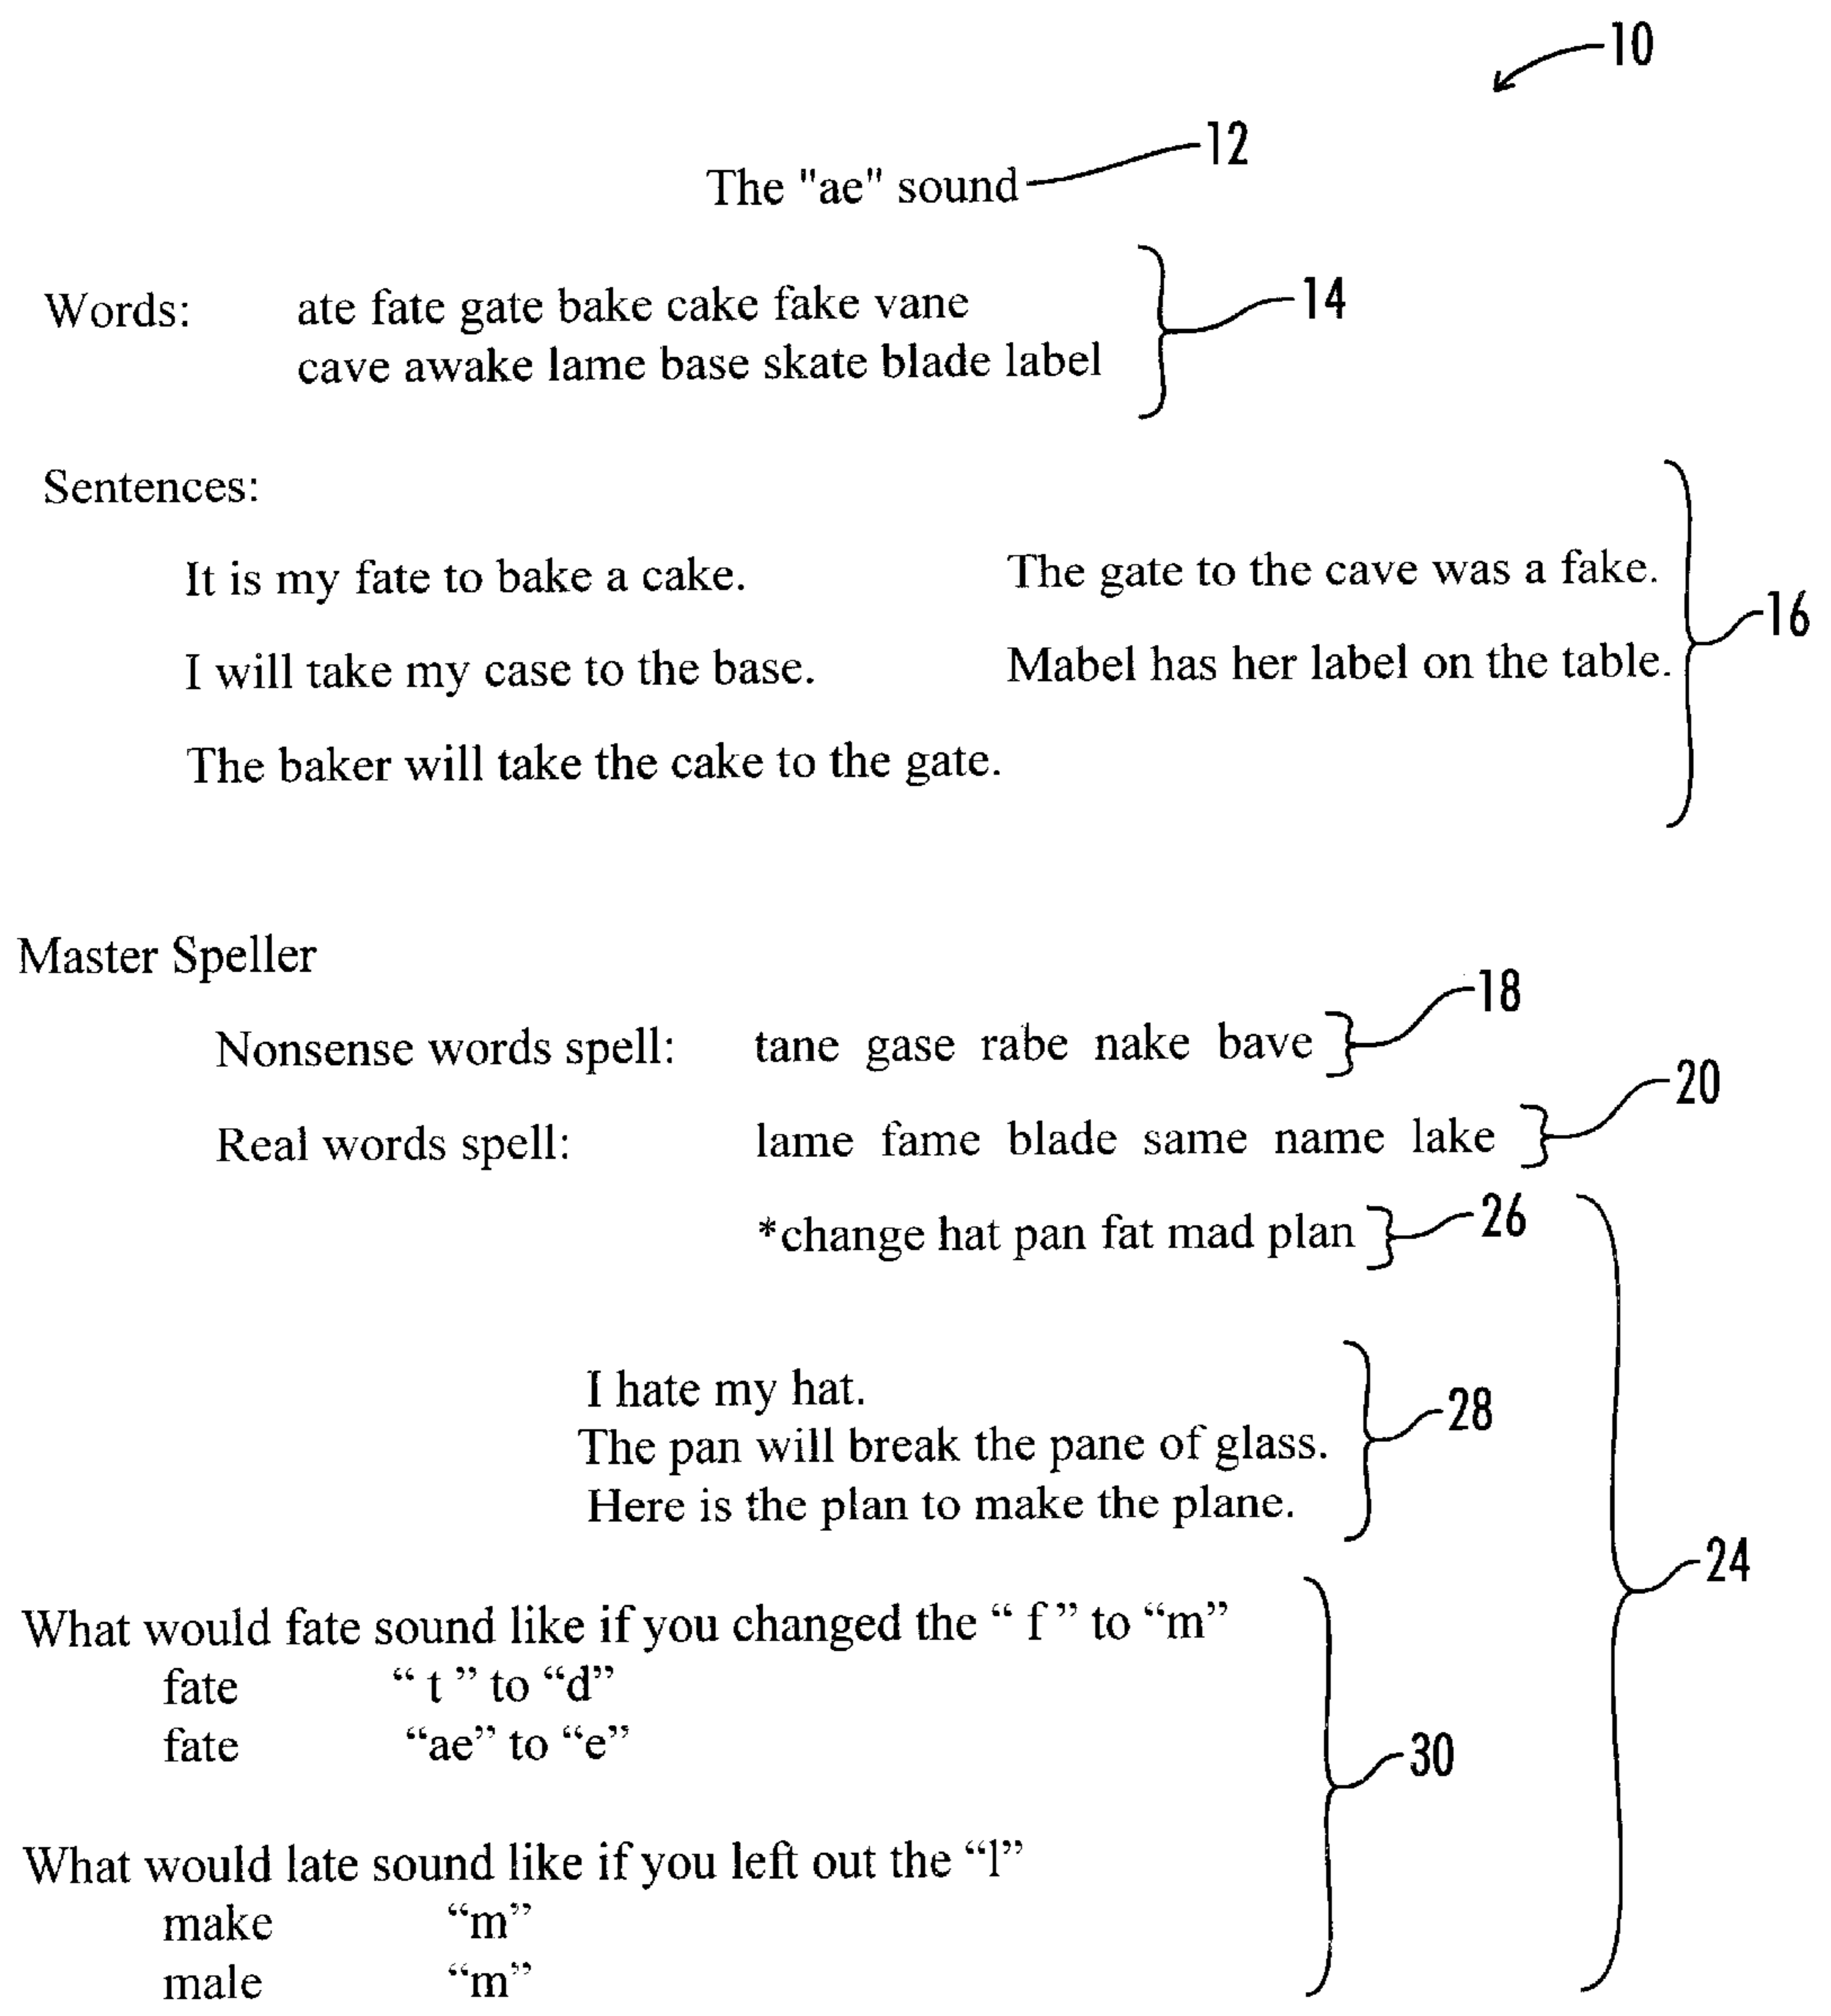 10
The "ae" sound 12
Words: ate fate gate bake cake fake vane
cave awake lame base skate blade label
14
Sentences:
It is my fate to bake a cake. The gate to the cave was a fake.
16
I will take my case to the base. Mabel has her label on the table.
The baker will take the cake to the gate.
Master Speller
18
Nonsense words spell: tane gase rabe nake bave
20
Real words spell: lame fame blade same name lake
*change hat pan fat mad plan 26
I hate my hat.
28
The pan will break the pane of glass.
Here is the plan to make the plane.
24
What would fate sound like if you changed the “ f ” to “m”
fate “ t ” to “d”
fate “ae” to “e”
30
What would late sound like if you left out the “l”
make “m”
male “m”